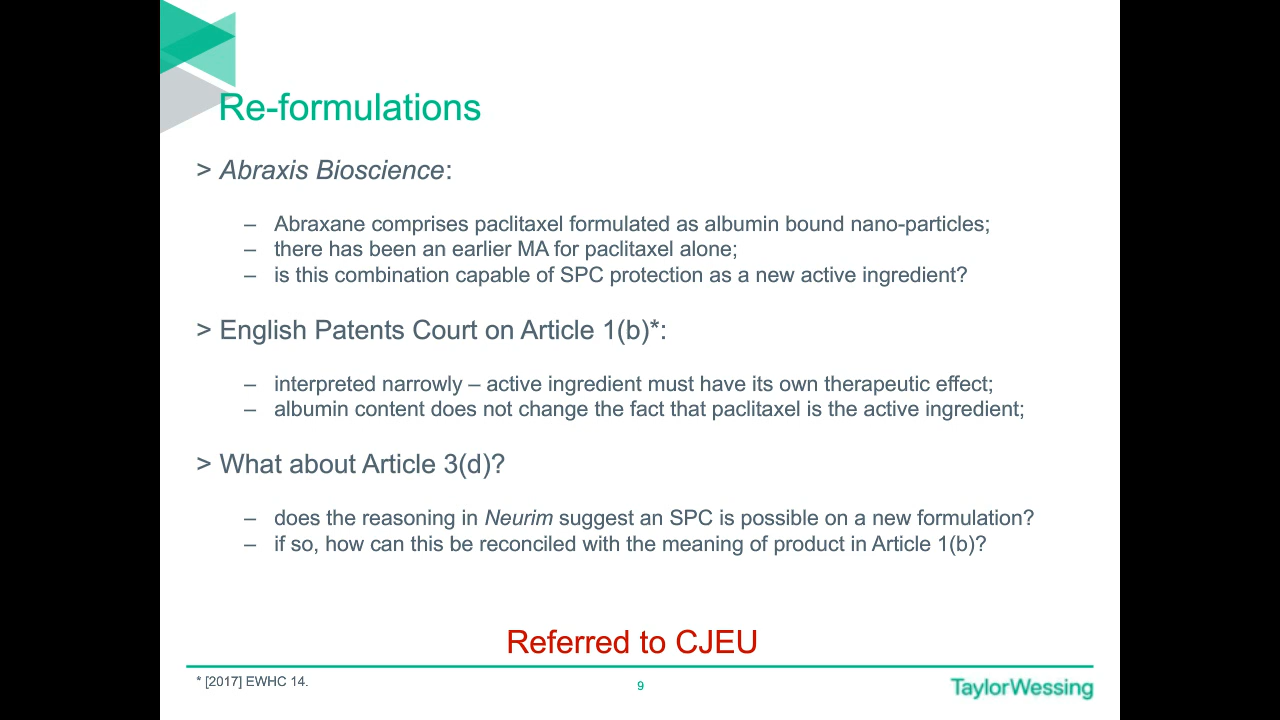 Re-formulations
> Abraxis Bioscience:
– Abraxane comprises paclitaxel formulated as albumin bound nano-particles;
– there has been an earlier MA for paclitaxel alone;
– is this combination capable of SPC protection as a new active ingredient?
> English Patents Court on Article 1(b)*:
– interpreted narrowly – active ingredient must have its own therapeutic effect;
– albumin content does not change the fact that paclitaxel is the active ingredient;
> What about Article 3(d)?
– does the reasoning in Neurim suggest an SPC is possible on a new formulation?
– if so, how can this be reconciled with the meaning of product in Article 1(b)?
Referred to CJEU
* [2017] EWHC 14.
9
TaylorWessing